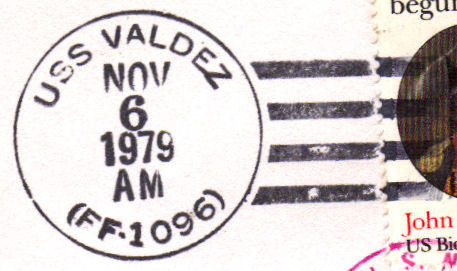 USS VALDEZ
NOV
6
1979
AM
(FF-1096)
begun
John
US Bic